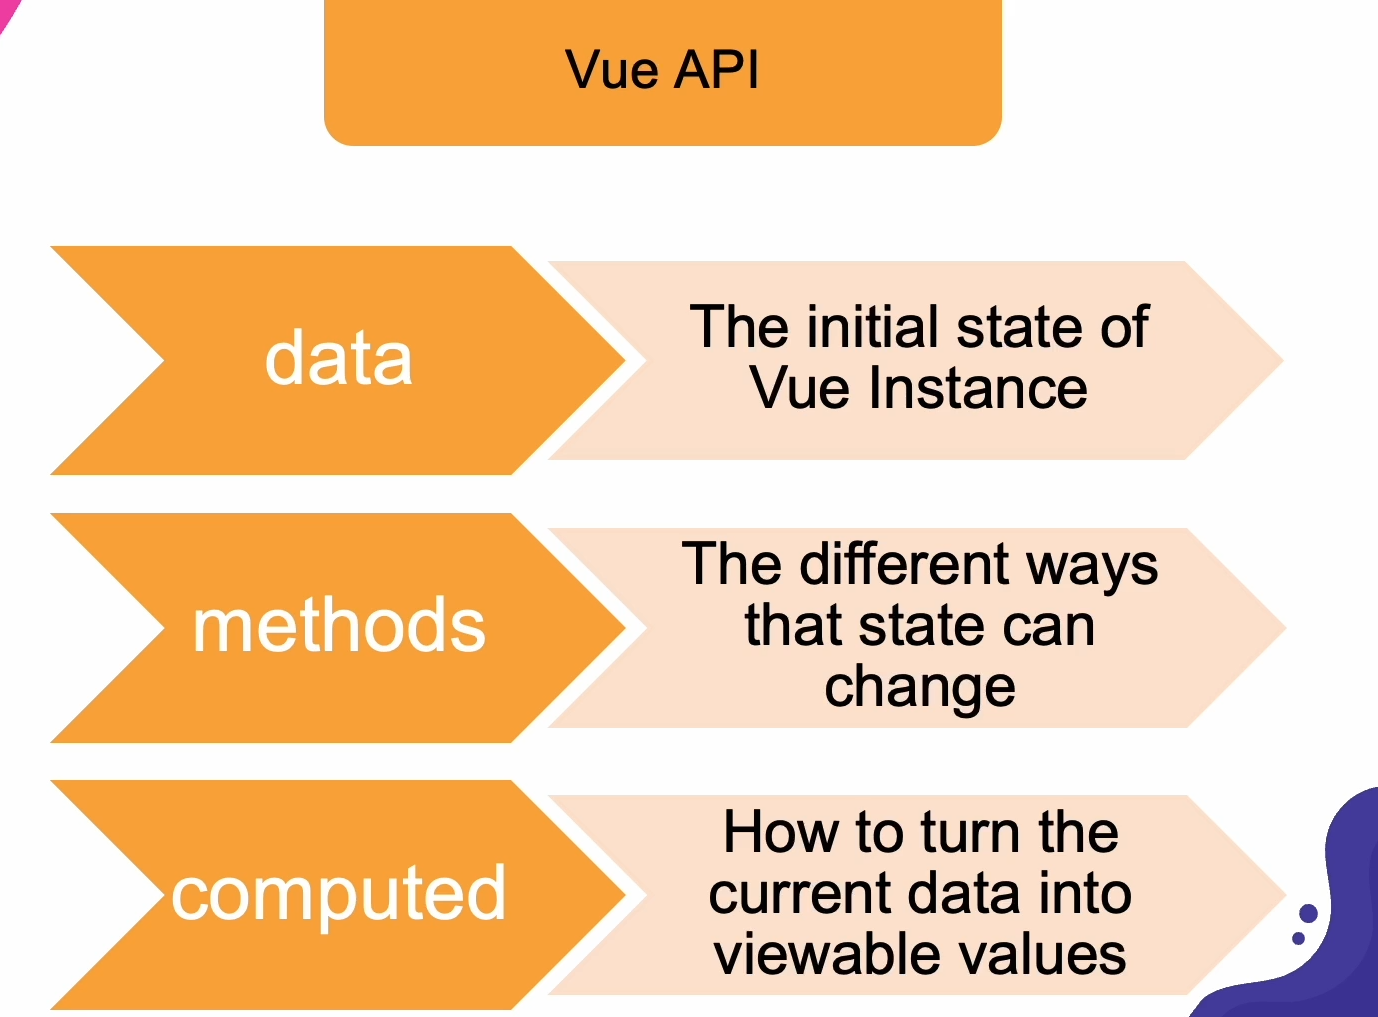 Vue API
data
The initial state of
Vue Instance
methods
The different ways
that state can
change
computed
How to turn the
current data into
viewable values